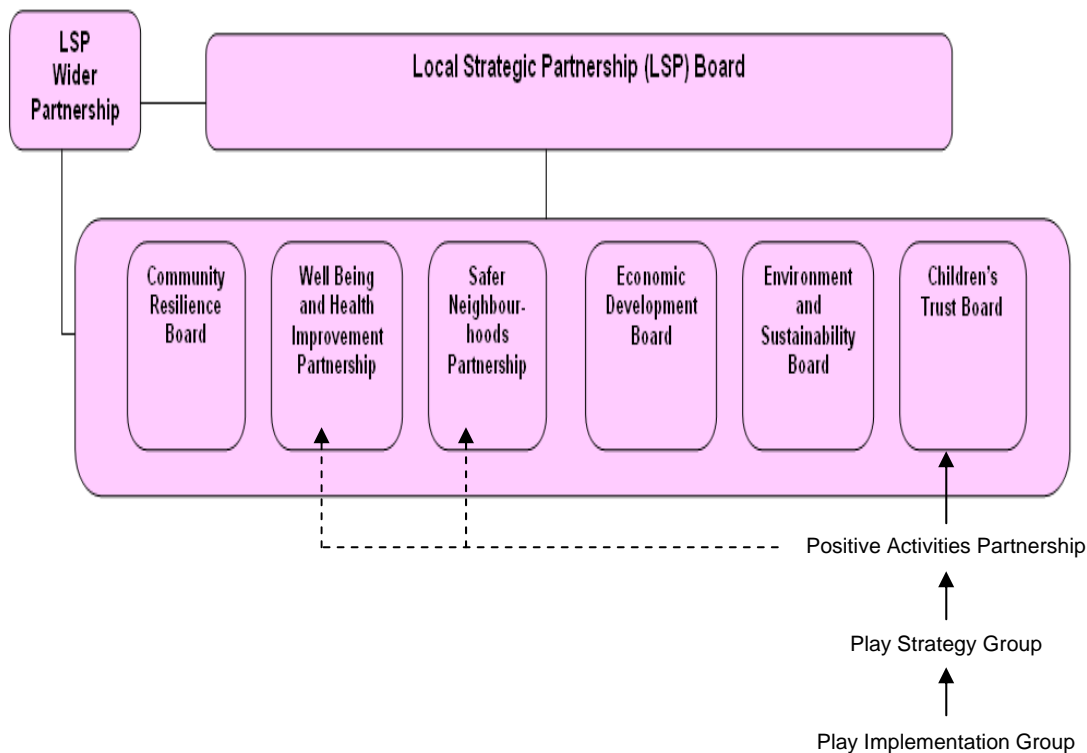 LSP
Wider
Partnership
Local Strategic Partnership (LSP) Board
Community
Resilience
Board
Well Being
and Health
Improvement
Partnership
Safer
Neighbour-
hoods
Partnership
Economic
Development
Board
Environment
and
Sustainability
Board
Children's
Trust Board
Positive Activities Partnership
Play Strategy Group
Play Implementation Group